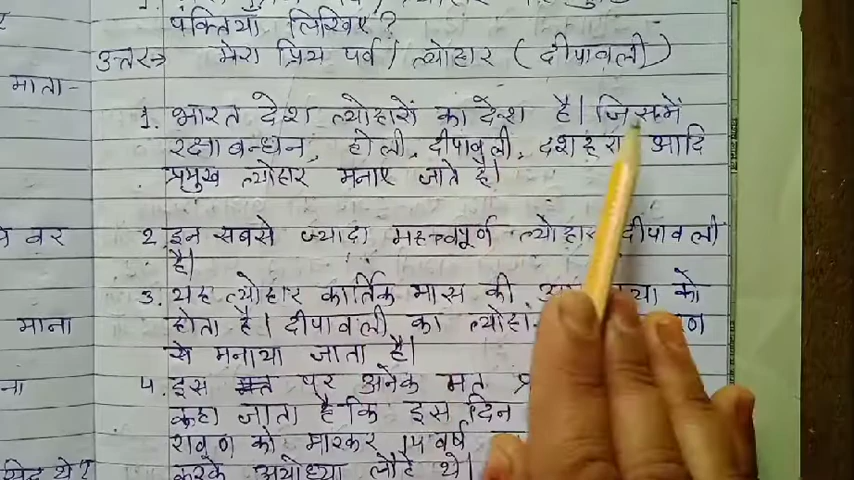 पंक्तिया लिखिए?
उत्तर→ मेरा प्रिय पर्व / त्योहार ( दीपावली )
माता-
1. भारत देश त्योहारों का देश है। जिसमें
रक्षाबन्धन, होली, दीपावली, दशहरा आदि
प्रमुख त्योहार मनाए जाते है।
वर 2. इन सबसे ज्यादा महत्वपूर्ण त्योहार दीपावली
है।
3. यह त्योहार कार्तिक मास की को
माना होता है। दीपावली का
से मनाया जाता है।
ना 4. इस पर अनेक मत
कहा जाता है कि इस दिन
रावण को मारकर 14 वर्ष
करके अयोध्या लौटे थे।